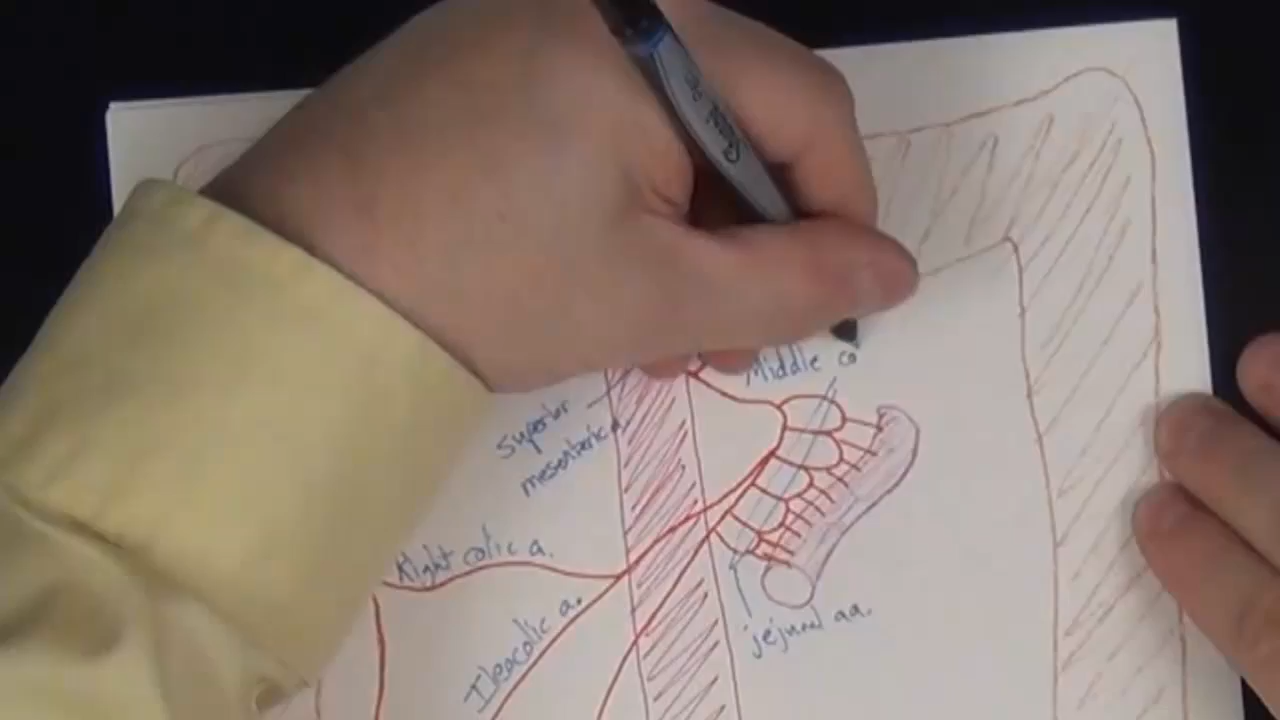 Middle co
Superior
mesenteric a.
Right colic a.
Ileocolic a.
jejunal aa.